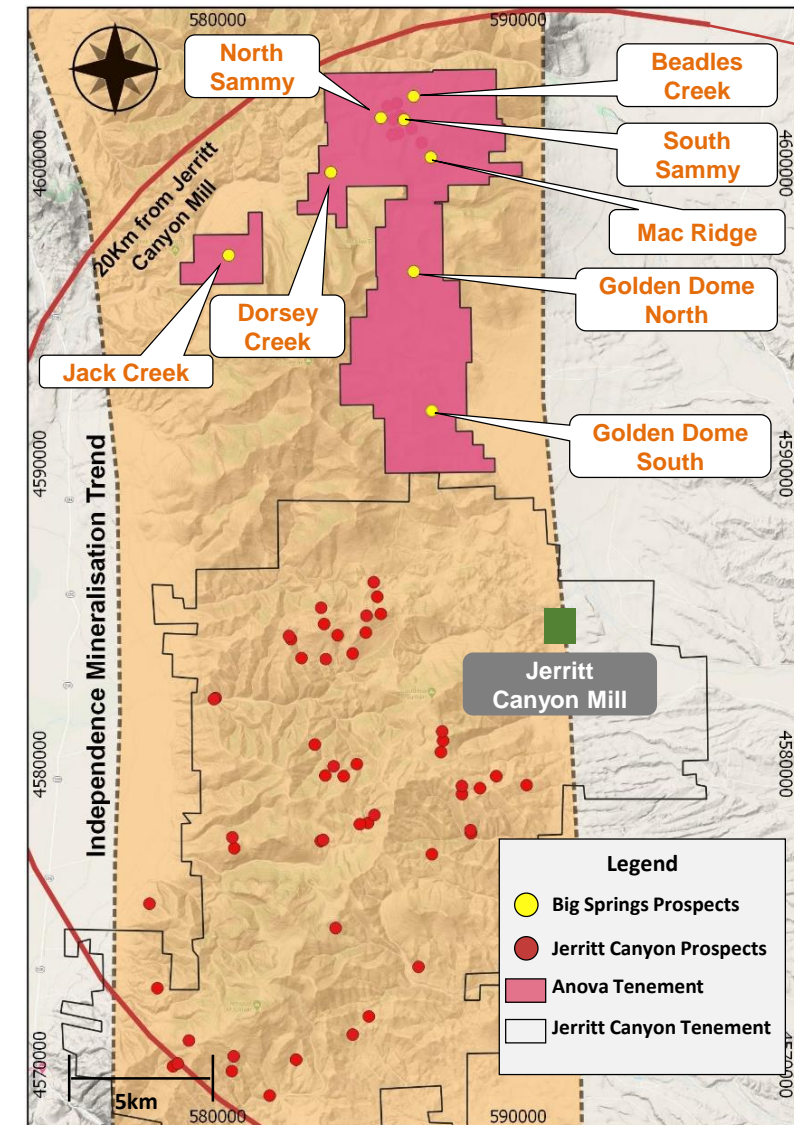 580000
590000
North
Sammy
Beadles
Creek
South
Sammy
4600000
4600000
20Km from Jerritt
Canyon Mill
Mac Ridge
Dorsey
Creek
Golden Dome
North
Jack Creek
Golden Dome
South
4590000
4590000
Independence Mineralisation Trend
Jerritt
Canyon Mill
4580000
4580000
Legend
Big Springs Prospects
Jerritt Canyon Prospects
Anova Tenement
Jerritt Canyon Tenement
4570000
4570000
5km
580000
590000